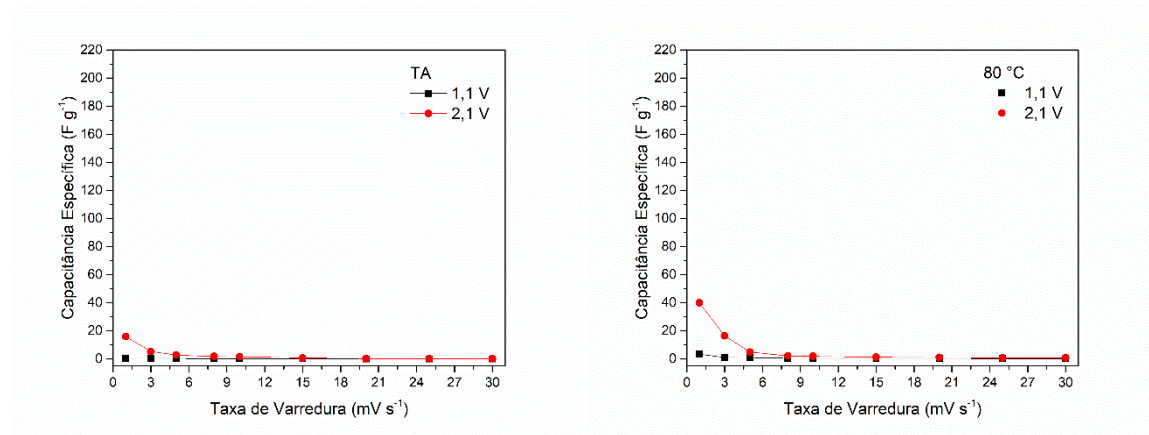 220
200
180
160
140
120
100
80
60
40
20
0
Capacitância Específica (F g⁻¹)
TA
1,1 V
2,1 V
0 3 6 9 12 15 18 21 24 27 30
Taxa de Varredura (mV s⁻¹)
220
200
180
160
140
120
100
80
60
40
20
0
Capacitância Específica (F g⁻¹)
80 °C
1,1 V
2,1 V
0 3 6 9 12 15 18 21 24 27 30
Taxa de Varredura (mV s⁻¹)